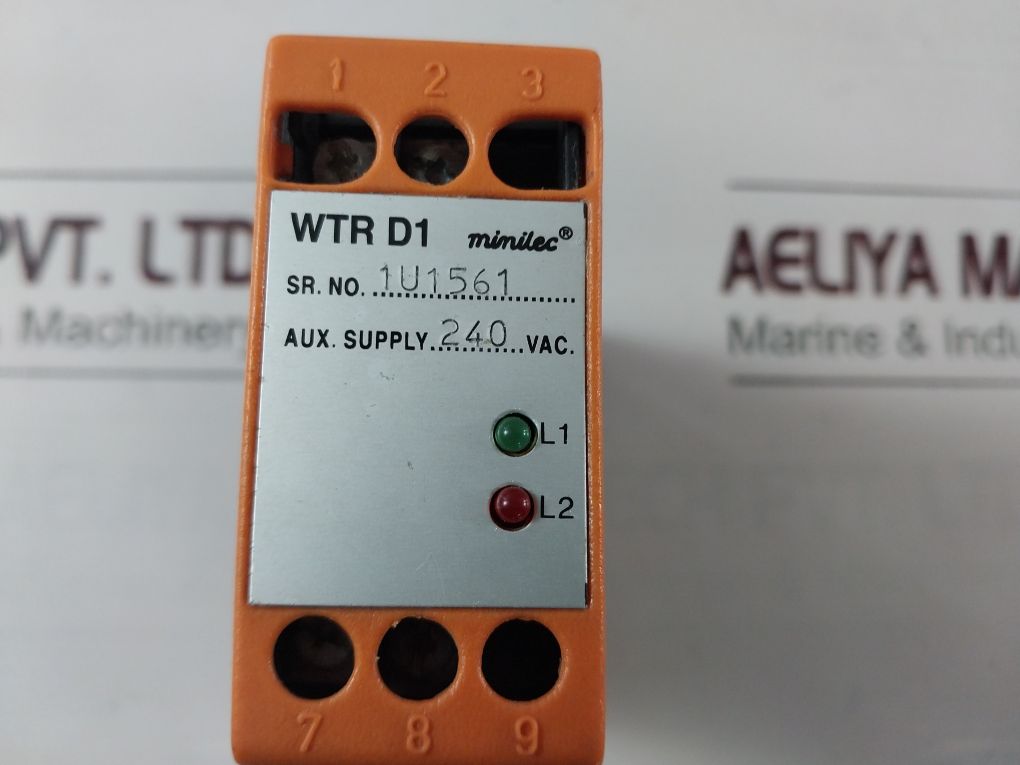 1 2 3
WTR D1 minilec®
SR. NO. 1U1561
AUX. SUPPLY 240 VAC.
L1
L2
7 8 9
PVT. LTD
& Machinery
AELIYA MA
Marine & Indu